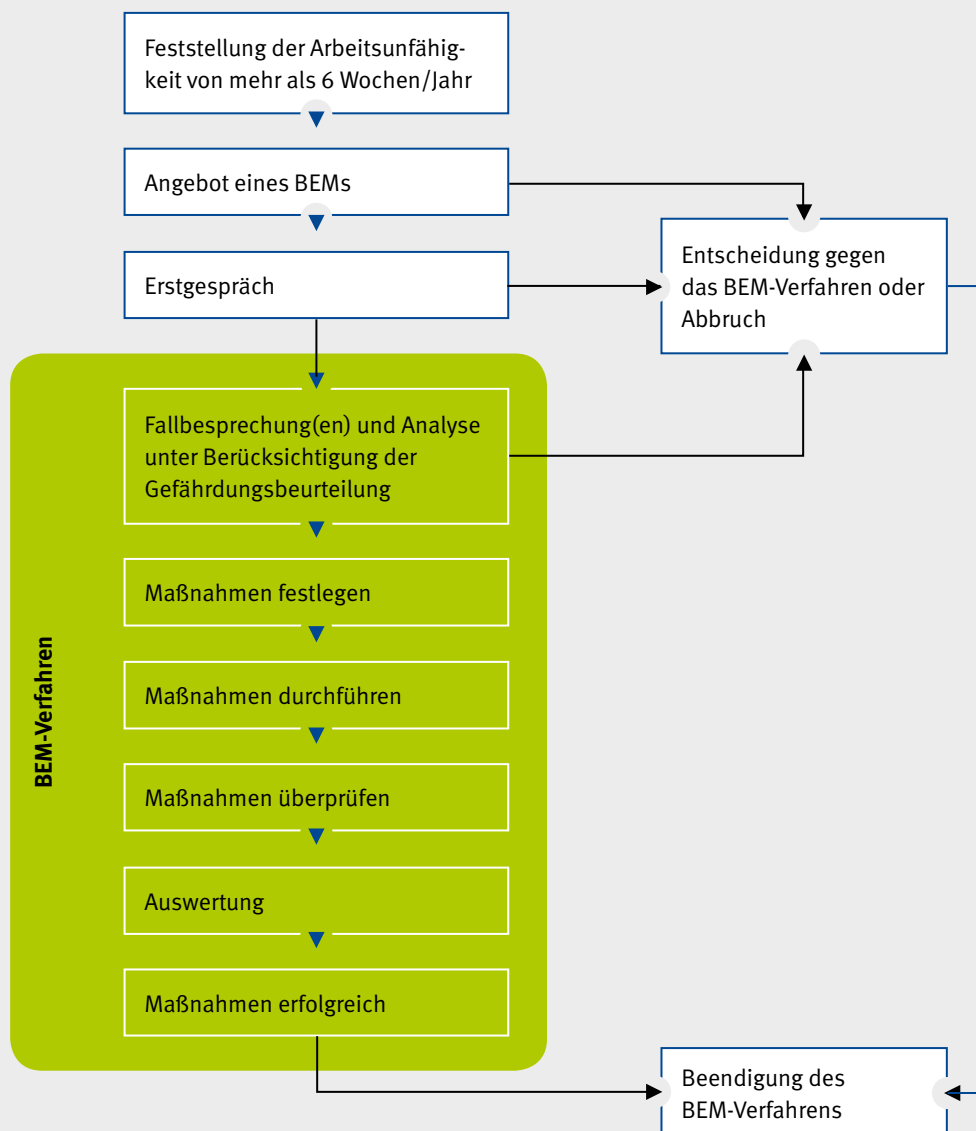 Feststellung der Arbeitsunfähig-
keit von mehr als 6 Wochen/Jahr
Angebot eines BEMs
Erstgespräch
Entscheidung gegen
das BEM-Verfahren oder
Abbruch
BEM-Verfahren
Fallbesprechung(en) und Analyse
unter Berücksichtigung der
Gefährdungsbeurteilung
Maßnahmen festlegen
Maßnahmen durchführen
Maßnahmen überprüfen
Auswertung
Maßnahmen erfolgreich
Beendigung des
BEM-Verfahrens